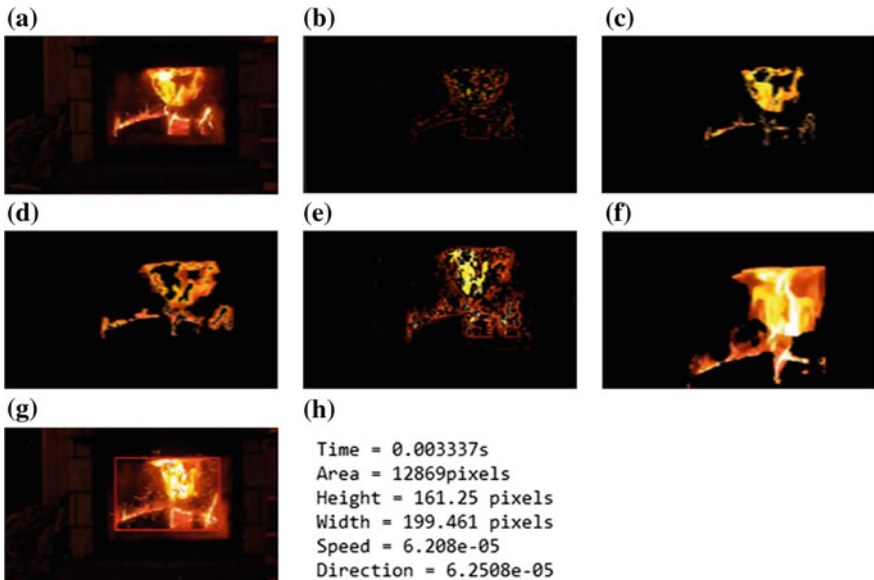 (a)
(b)
(c)
(d)
(e)
(f)
(g)
(h)
Time = 0.003337s
Area = 12869pixels
Height = 161.25 pixels
Width = 199.461 pixels
Speed = 6.208e-05
Direction = 6.2508e-05